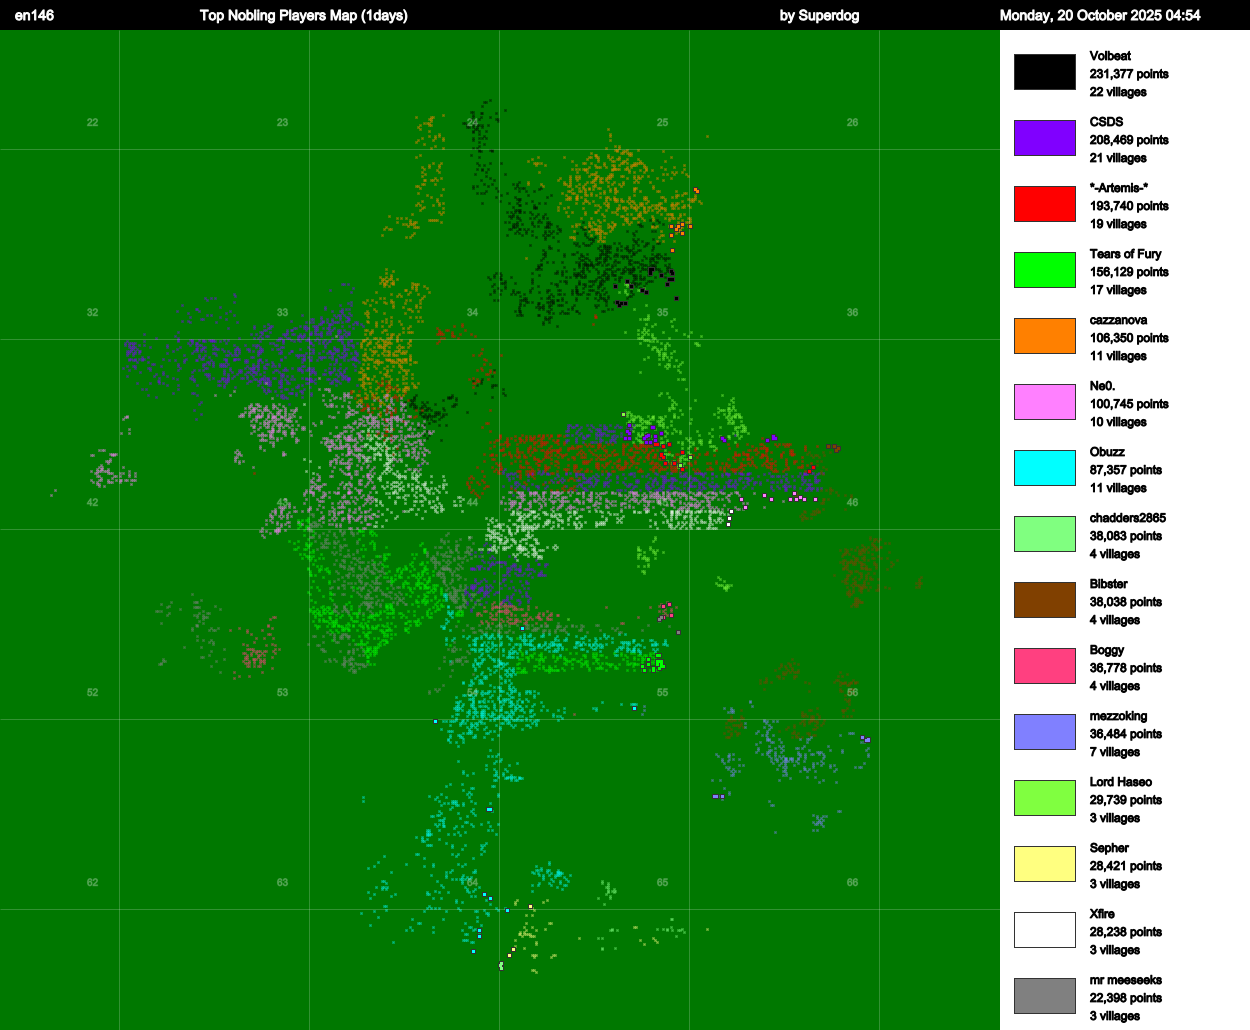 en146 Top Nobling Players Map (1days) by Superdog Monday, 20 October 2025 04:54
22 23 24 25 26
32 33 34 35 36
42 43 44 45 46
52 53 54 55 56
62 63 64 65 66
Volbeat
231,377 points
22 villages
CSDS
208,469 points
21 villages
*-Artemis-*
193,740 points
19 villages
Tears of Fury
156,129 points
17 villages
cazzanova
106,350 points
11 villages
Ne0.
100,745 points
10 villages
Obuzz
87,357 points
11 villages
chadders2865
38,083 points
4 villages
Bibster
38,038 points
4 villages
Boggy
36,778 points
4 villages
mezzoking
36,484 points
7 villages
Lord Haseo
29,739 points
3 villages
Sepher
28,421 points
3 villages
Xfire
28,238 points
3 villages
mr meeseeks
22,398 points
3 villages